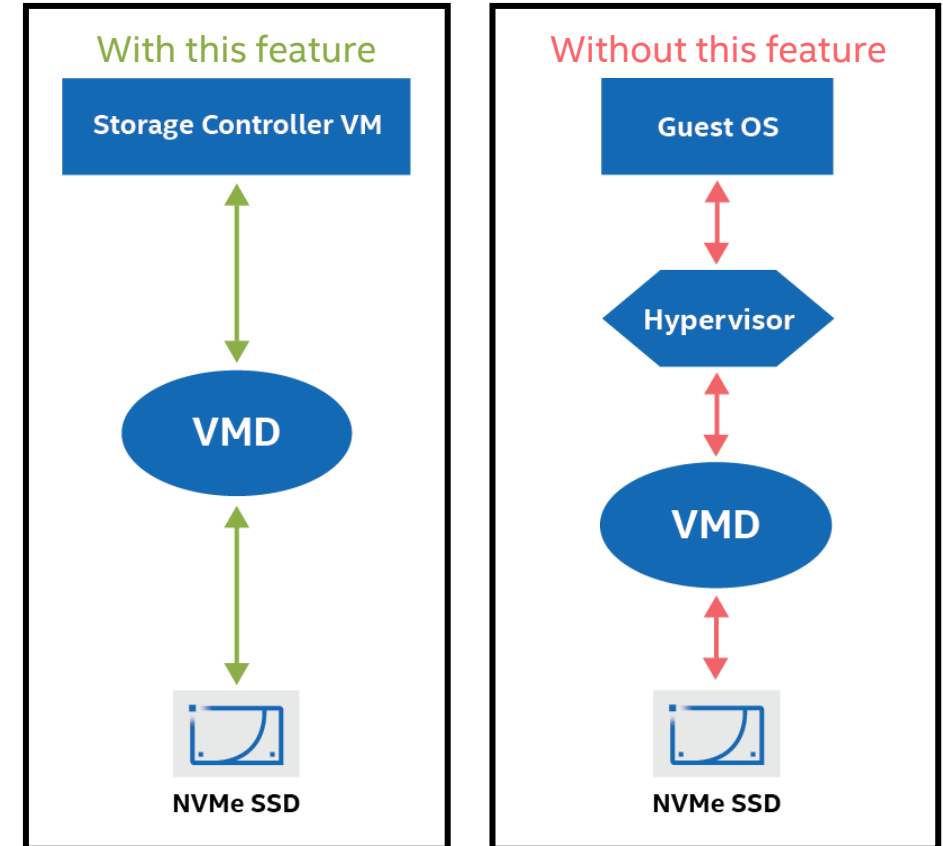 With this feature
Storage Controller VM
VMD
NVMe SSD
Without this feature
Guest OS
Hypervisor
VMD
NVMe SSD